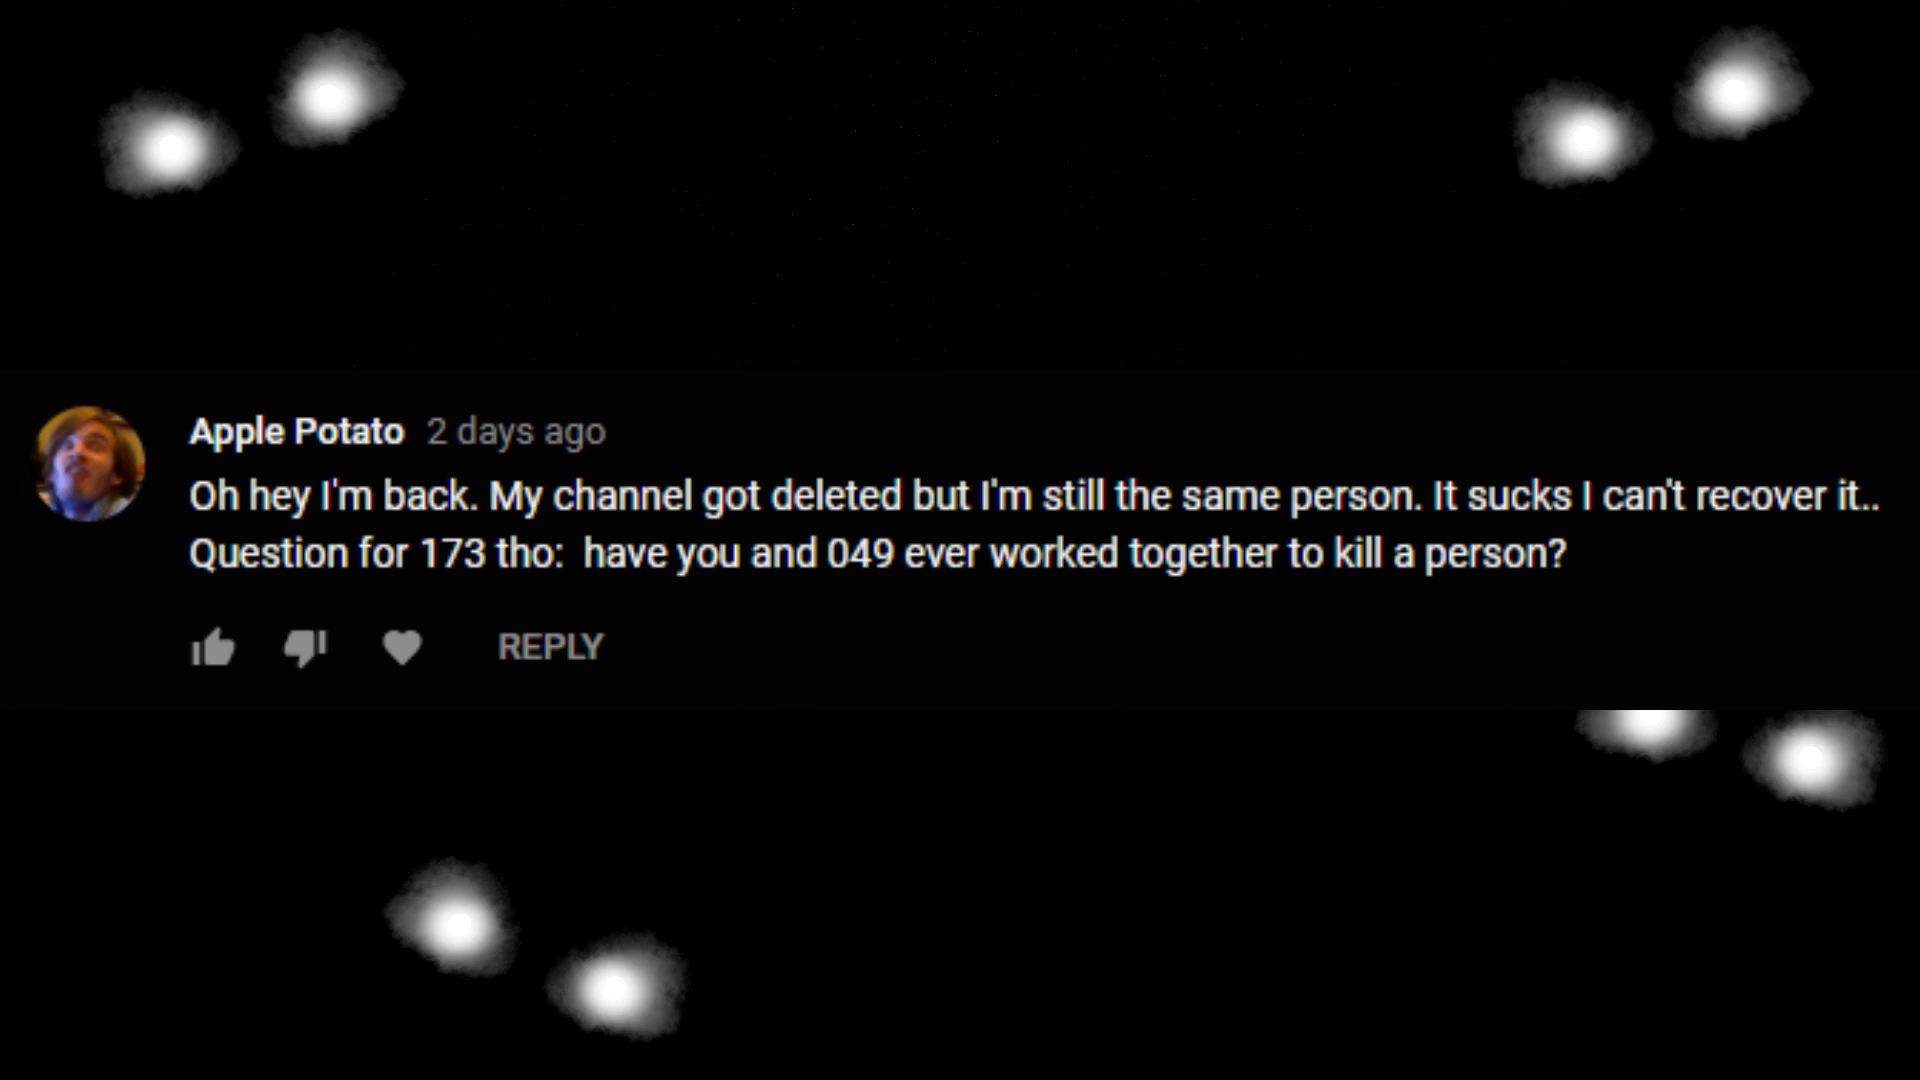 Apple Potato 2 days ago
Oh hey I'm back. My channel got deleted but I'm still the same person. It sucks I can't recover it..
Question for 173 tho:  have you and 049 ever worked together to kill a person?
REPLY